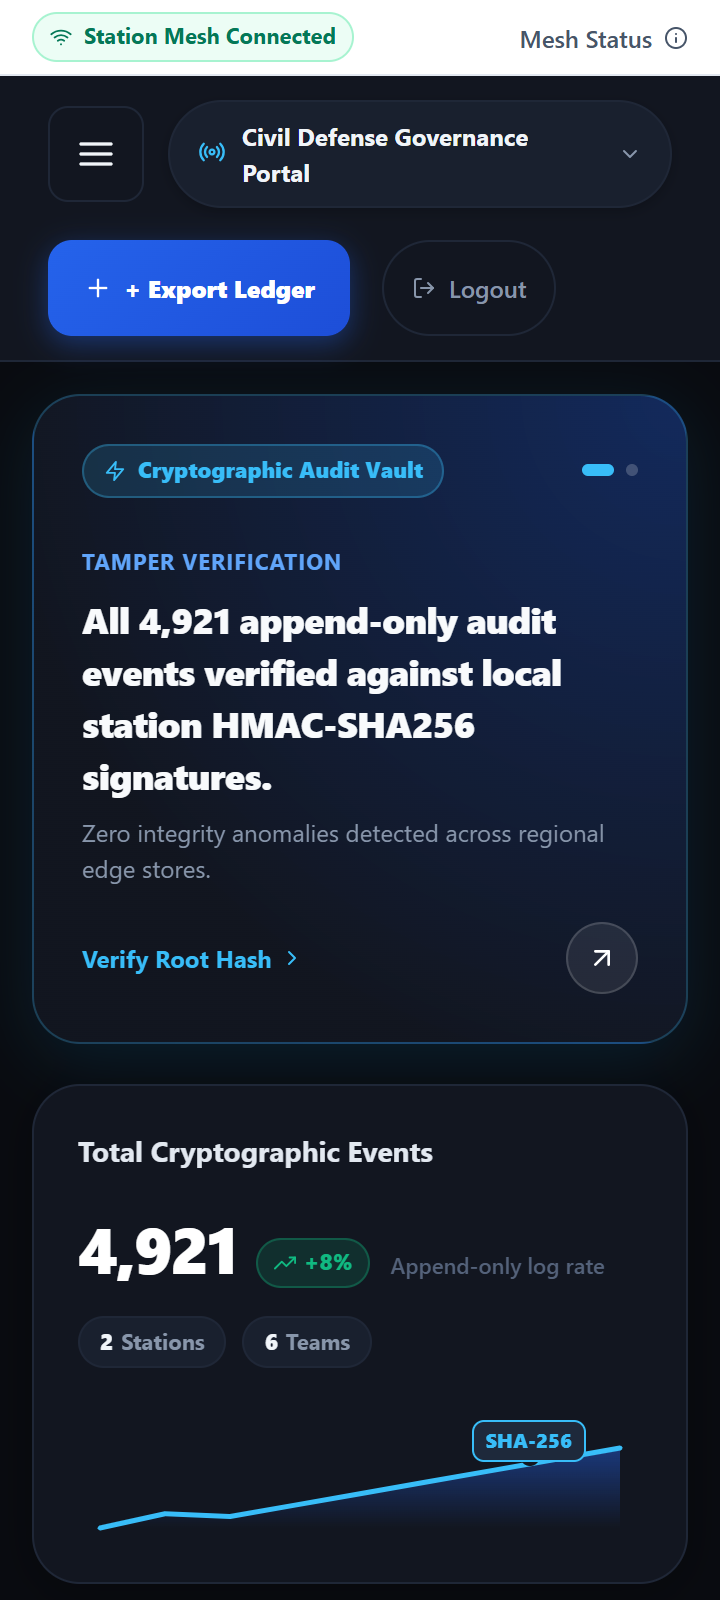 Station Mesh Connected
Mesh Status
Civil Defense Governance
Portal
+ Export Ledger
Logout
Cryptographic Audit Vault
TAMPER VERIFICATION
All 4,921 append-only audit
events verified against local
station HMAC-SHA256
signatures.
Zero integrity anomalies detected across regional
edge stores.
Verify Root Hash
Total Cryptographic Events
4,921
+8%
Append-only log rate
2 Stations
6 Teams
SHA-256